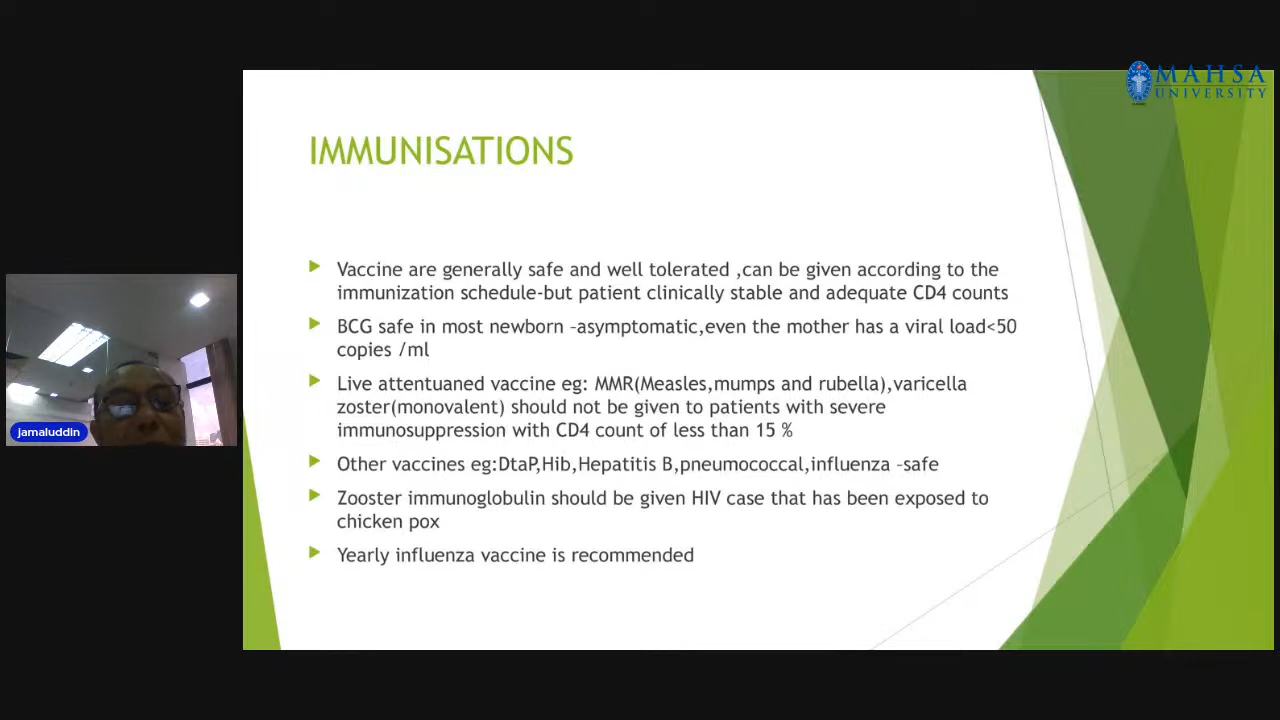 MAHSA
UNIVERSITY
IMMUNISATIONS
Vaccine are generally safe and well tolerated ,can be given according to the
immunization schedule-but patient clinically stable and adequate CD4 counts
BCG safe in most newborn –asymptomatic,even the mother has a viral load<50
copies /ml
Live attentuaned vaccine eg: MMR(Measles,mumps and rubella),varicella
zoster(monovalent) should not be given to patients with severe
immunosuppression with CD4 count of less than 15 %
Other vaccines eg:DtaP,Hib,Hepatitis B,pneumococcal,influenza –safe
Zooster immunoglobulin should be given HIV case that has been exposed to
chicken pox
Yearly influenza vaccine is recommended
jamaluddin